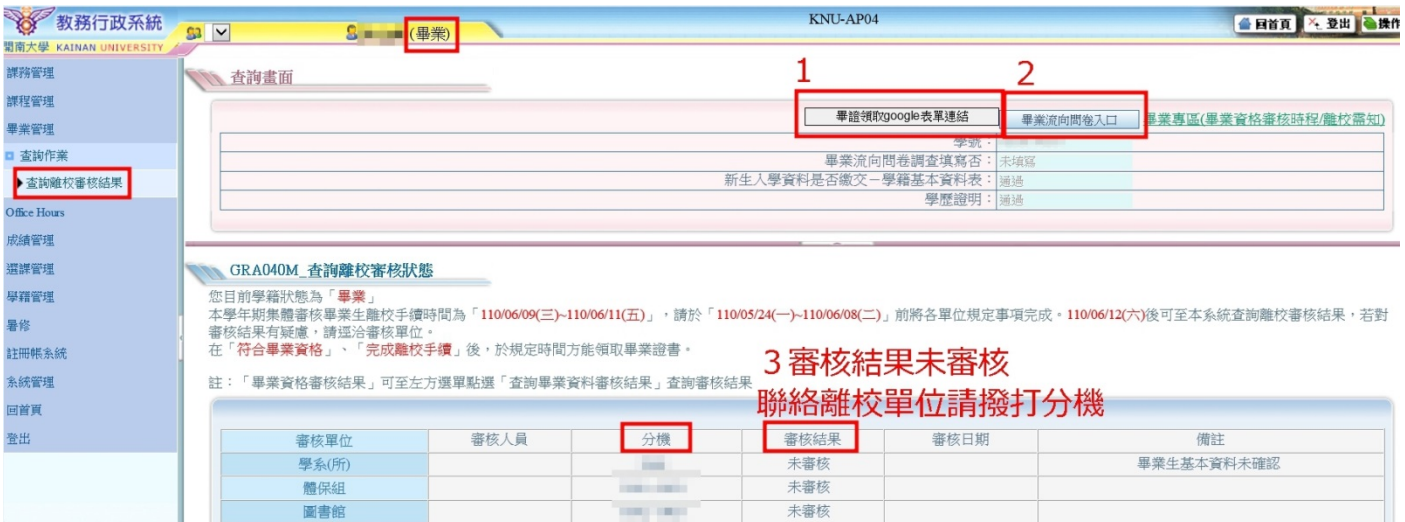 教務行政系統
開南大學 KAINAN UNIVERSITY
(畢業)
KNU-AP04
回首頁
登出
操作
課務管理
課程管理
畢業管理
查詢作業
查詢離校審核結果
Office Hours
成績管理
選課管理
學籍管理
暑修
註冊帳系統
系統管理
回首頁
登出
查詢畫面
1
2
畢證領取google表單連結
畢業流向問卷入口
畢業專區(畢業資格審核時程/離校需知)
學號：
畢業流向問卷調查填寫否： 未填寫
新生入學資料是否繳交－學籍基本資料表： 通過
學歷證明： 通過
GRA040M_查詢離校審核狀態
您目前學籍狀態為「畢業」
本學年期集體審核畢業生離校手續時間為「110/06/09(三)~110/06/11(五)」，請於「110/05/24(一)~110/06/08(二)」前將各單位規定事項完成。110/06/12(六)後可至本系統查詢離校審核結果，若對
審核結果有疑慮，請逕洽審核單位。
在「符合畢業資格」、「完成離校手續」後，於規定時間方能領取畢業證書。
註：「畢業資格審核結果」可至左方選單點選「查詢畢業資料審核結果」查詢審核結果
3 審核結果未審核
聯絡離校單位請撥打分機
審核單位 審核人員 分機 審核結果 審核日期 備註
學系(所) 未審核 畢業生基本資料未確認
體保組 未審核
圖書館 未審核